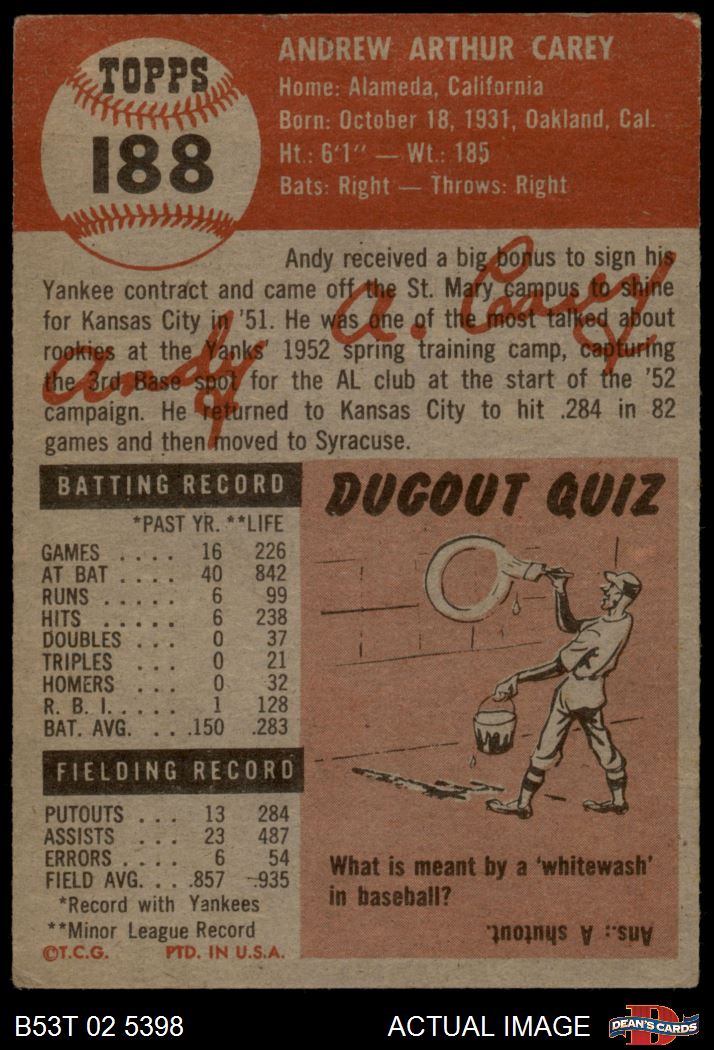 TOPPS
188
ANDREW ARTHUR CAREY
Home: Alameda, California
Born: October 18, 1931, Oakland, Cal.
Ht.: 6'1" — Wt.: 185
Bats: Right — Throws: Right
Andy received a big bonus to sign his
Yankee contract and came off the St. Mary campus to shine
for Kansas City in '51. He was one of the most talked about
rookies at the Yanks' 1952 spring training camp, capturing
the 3rd Base spot for the AL club at the start of the '52
campaign. He returned to Kansas City to hit .284 in 82
games and then moved to Syracuse.
Andy A. Carey
BATTING RECORD
*PAST YR. **LIFE
GAMES .... 16 226
AT BAT .... 40 842
RUNS ..... 6 99
HITS ..... 6 238
DOUBLES ... 0 37
TRIPLES ... 0 21
HOMERS ... 0 32
R. B. I...... 1 128
BAT. AVG. ... .150 .283
FIELDING RECORD
PUTOUTS ... 13 284
ASSISTS ... 23 487
ERRORS .... 6 54
FIELD AVG. ... .857 .935
*Record with Yankees
**Minor League Record
©T.C.G. PTD. IN U.S.A.
DUGOUT QUIZ
What is meant by a 'whitewash'
in baseball?
Ans.: A shutout.
B53T 02 5398 ACTUAL IMAGE
D
DEAN'S CARDS